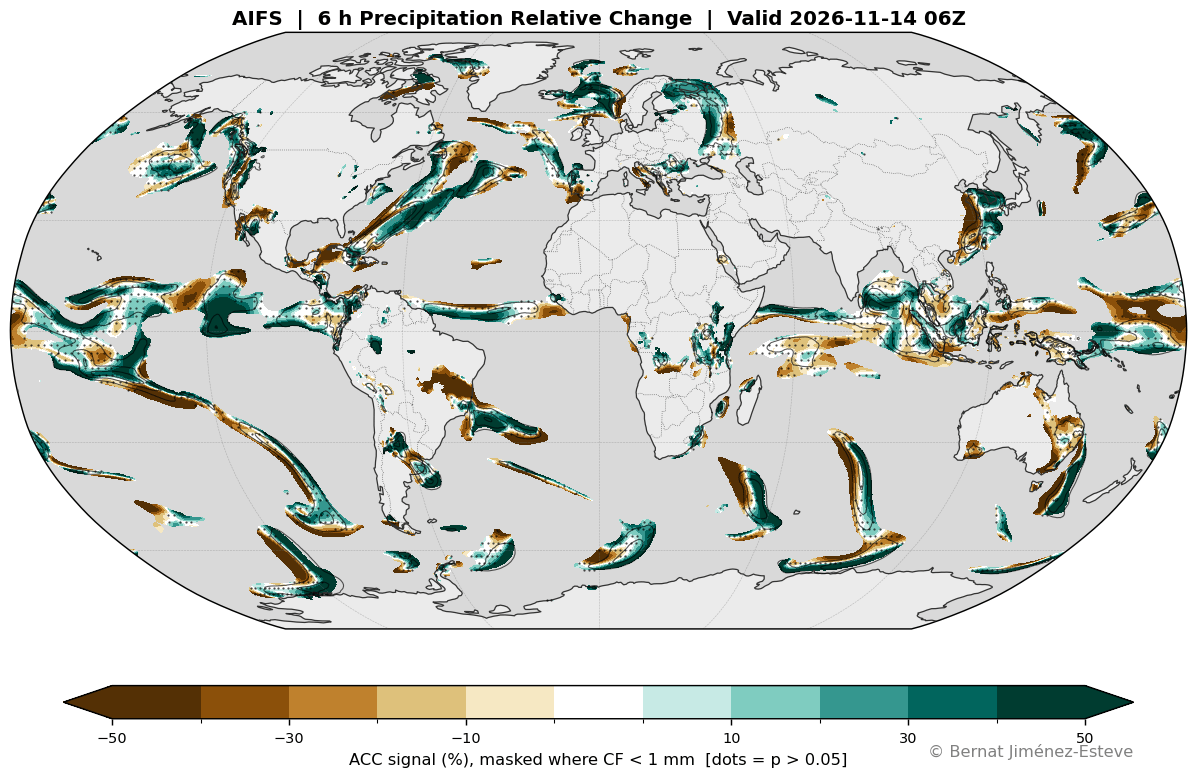 AIFS  |  6 h Precipitation Relative Change  |  Valid 2026-11-14 06Z
−50 −30 −10 10 30 50
© Bernat Jiménez-Esteve
ACC signal (%), masked where CF < 1 mm  [dots = p > 0.05]